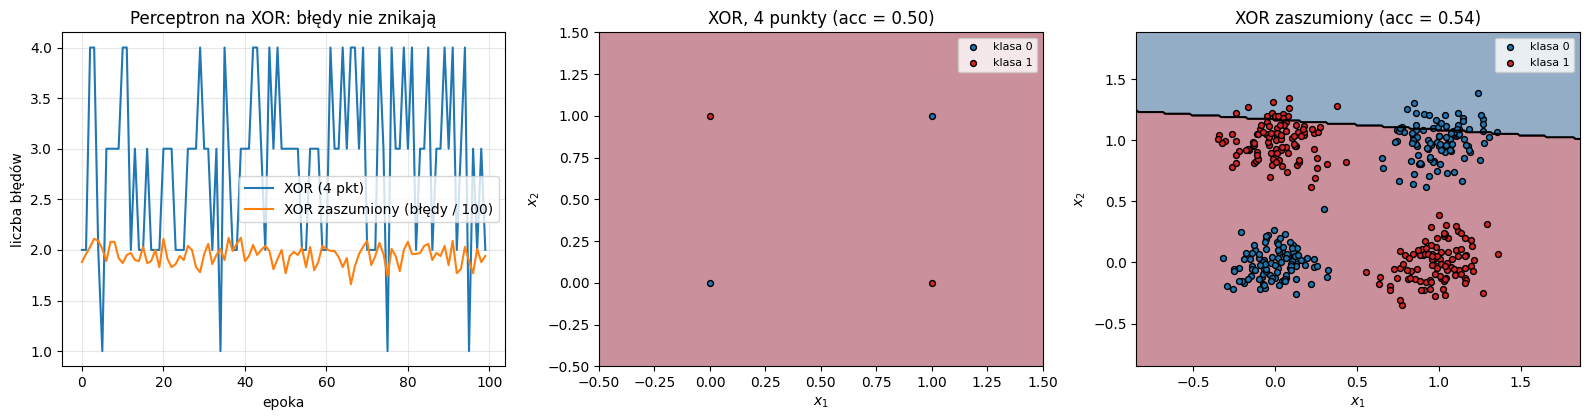 Perceptron na XOR: błędy nie znikają
liczba błędów
4.0
3.5
3.0
2.5
2.0
1.5
1.0
XOR (4 pkt)
XOR zaszumiony (błędy / 100)
0
20
40
60
80
100
epoka
XOR, 4 punkty (acc = 0.50)
x₂
1.50
1.25
1.00
0.75
0.50
0.25
0.00
−0.25
−0.50
klasa 0
klasa 1
−0.50
−0.25
0.00
0.25
0.50
0.75
1.00
1.25
1.50
x₁
XOR zaszumiony (acc = 0.54)
x₂
1.5
1.0
0.5
0.0
−0.5
klasa 0
klasa 1
−0.5
0.0
0.5
1.0
1.5
x₁